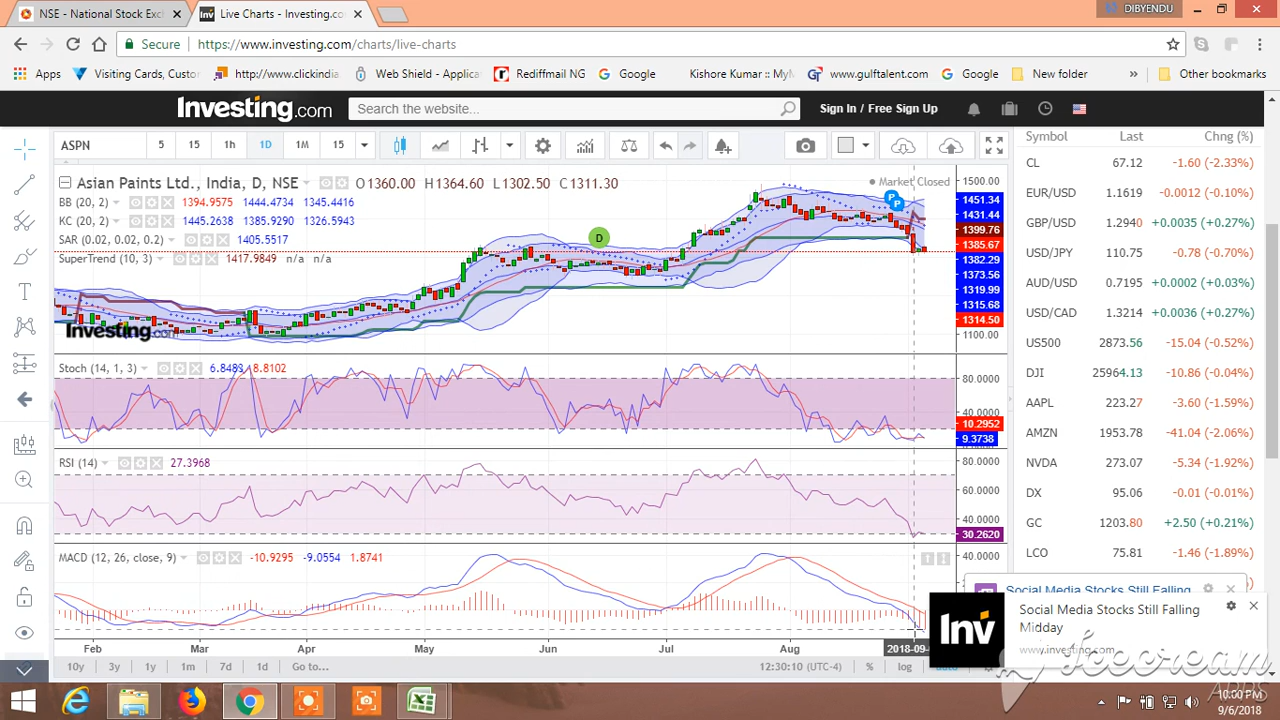 NSE - National Stock Exc
Live Charts - Investing.co
DIBYENDU
Secure
https://www.investing.com/charts/live-charts
Apps
Visiting Cards, Custo
http://www.clickindia
Web Shield - Applica
Rediffmail NG
Google
Kishore Kumar :: MyM
www.gulftalent.com
Google
New folder
Other bookmarks
Investing.com
Search the website...
Sign In / Free Sign Up
ASPN
5
15
1h
1D
1M
15
Symbol
Last
Chng (%)
Asian Paints Ltd., India, D, NSE
O 1360.00 H 1364.60 L 1302.50 C 1311.30
Market Closed
BB (20, 2)
1394.9575 1444.4734 1345.4416
KC (20, 2)
1445.2638 1385.9290 1326.5943
SAR (0.02, 0.02, 0.2)
1405.5517
SuperTrend (10, 3)
1417.9849 n/a n/a
D
P
P
Investing.com
1500.00
1451.34
1431.44
1399.76
1385.67
1382.29
1373.56
1319.99
1315.68
1314.50
1100.00
Stoch (14, 1, 3)
6.8483 8.8102
80.0000
40.0000
10.2952
9.3738
RSI (14)
27.3968
80.0000
60.0000
40.0000
30.2620
MACD (12, 26, close, 9)
-10.9295 -9.0554 1.8741
40.0000
Feb
Mar
Apr
May
Jun
Jul
Aug
2018-09-
10y
3y
1y
1m
7d
1d
Go to...
12:30:10 (UTC-4)
%
log
auto
CL 67.12 -1.60 (-2.33%)
EUR/USD 1.1619 -0.0012 (-0.10%)
GBP/USD 1.2940 +0.0035 (+0.27%)
USD/JPY 110.75 -0.78 (-0.70%)
AUD/USD 0.7195 +0.0002 (+0.03%)
USD/CAD 1.3214 +0.0036 (+0.27%)
US500 2873.56 -15.04 (-0.52%)
DJI 25964.13 -10.86 (-0.04%)
AAPL 223.27 -3.60 (-1.59%)
AMZN 1953.78 -41.04 (-2.06%)
NVDA 273.07 -5.34 (-1.92%)
DX 95.06 -0.01 (-0.01%)
GC 1203.80 +2.50 (+0.21%)
LCO 75.81 -1.46 (-1.89%)
Social Media Stocks Still Falling
Inv
Social Media Stocks Still Falling
Midday
www.investing.com
Icecream
APPS
10:00 PM
9/6/2018